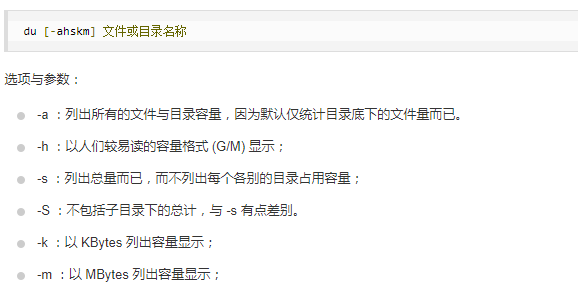 du [-ahskm] 文件或目录名称
选项与参数：
-a ：列出所有的文件与目录容量，因为默认仅统计目录底下的文件量而已。
-h ：以人们较易读的容量格式 (G/M) 显示；
-s ：列出总量而已，而不列出每个各别的目录占用容量；
-S ：不包括子目录下的总计，与 -s 有点差别。
-k ：以 KBytes 列出容量显示；
-m ：以 MBytes 列出容量显示；